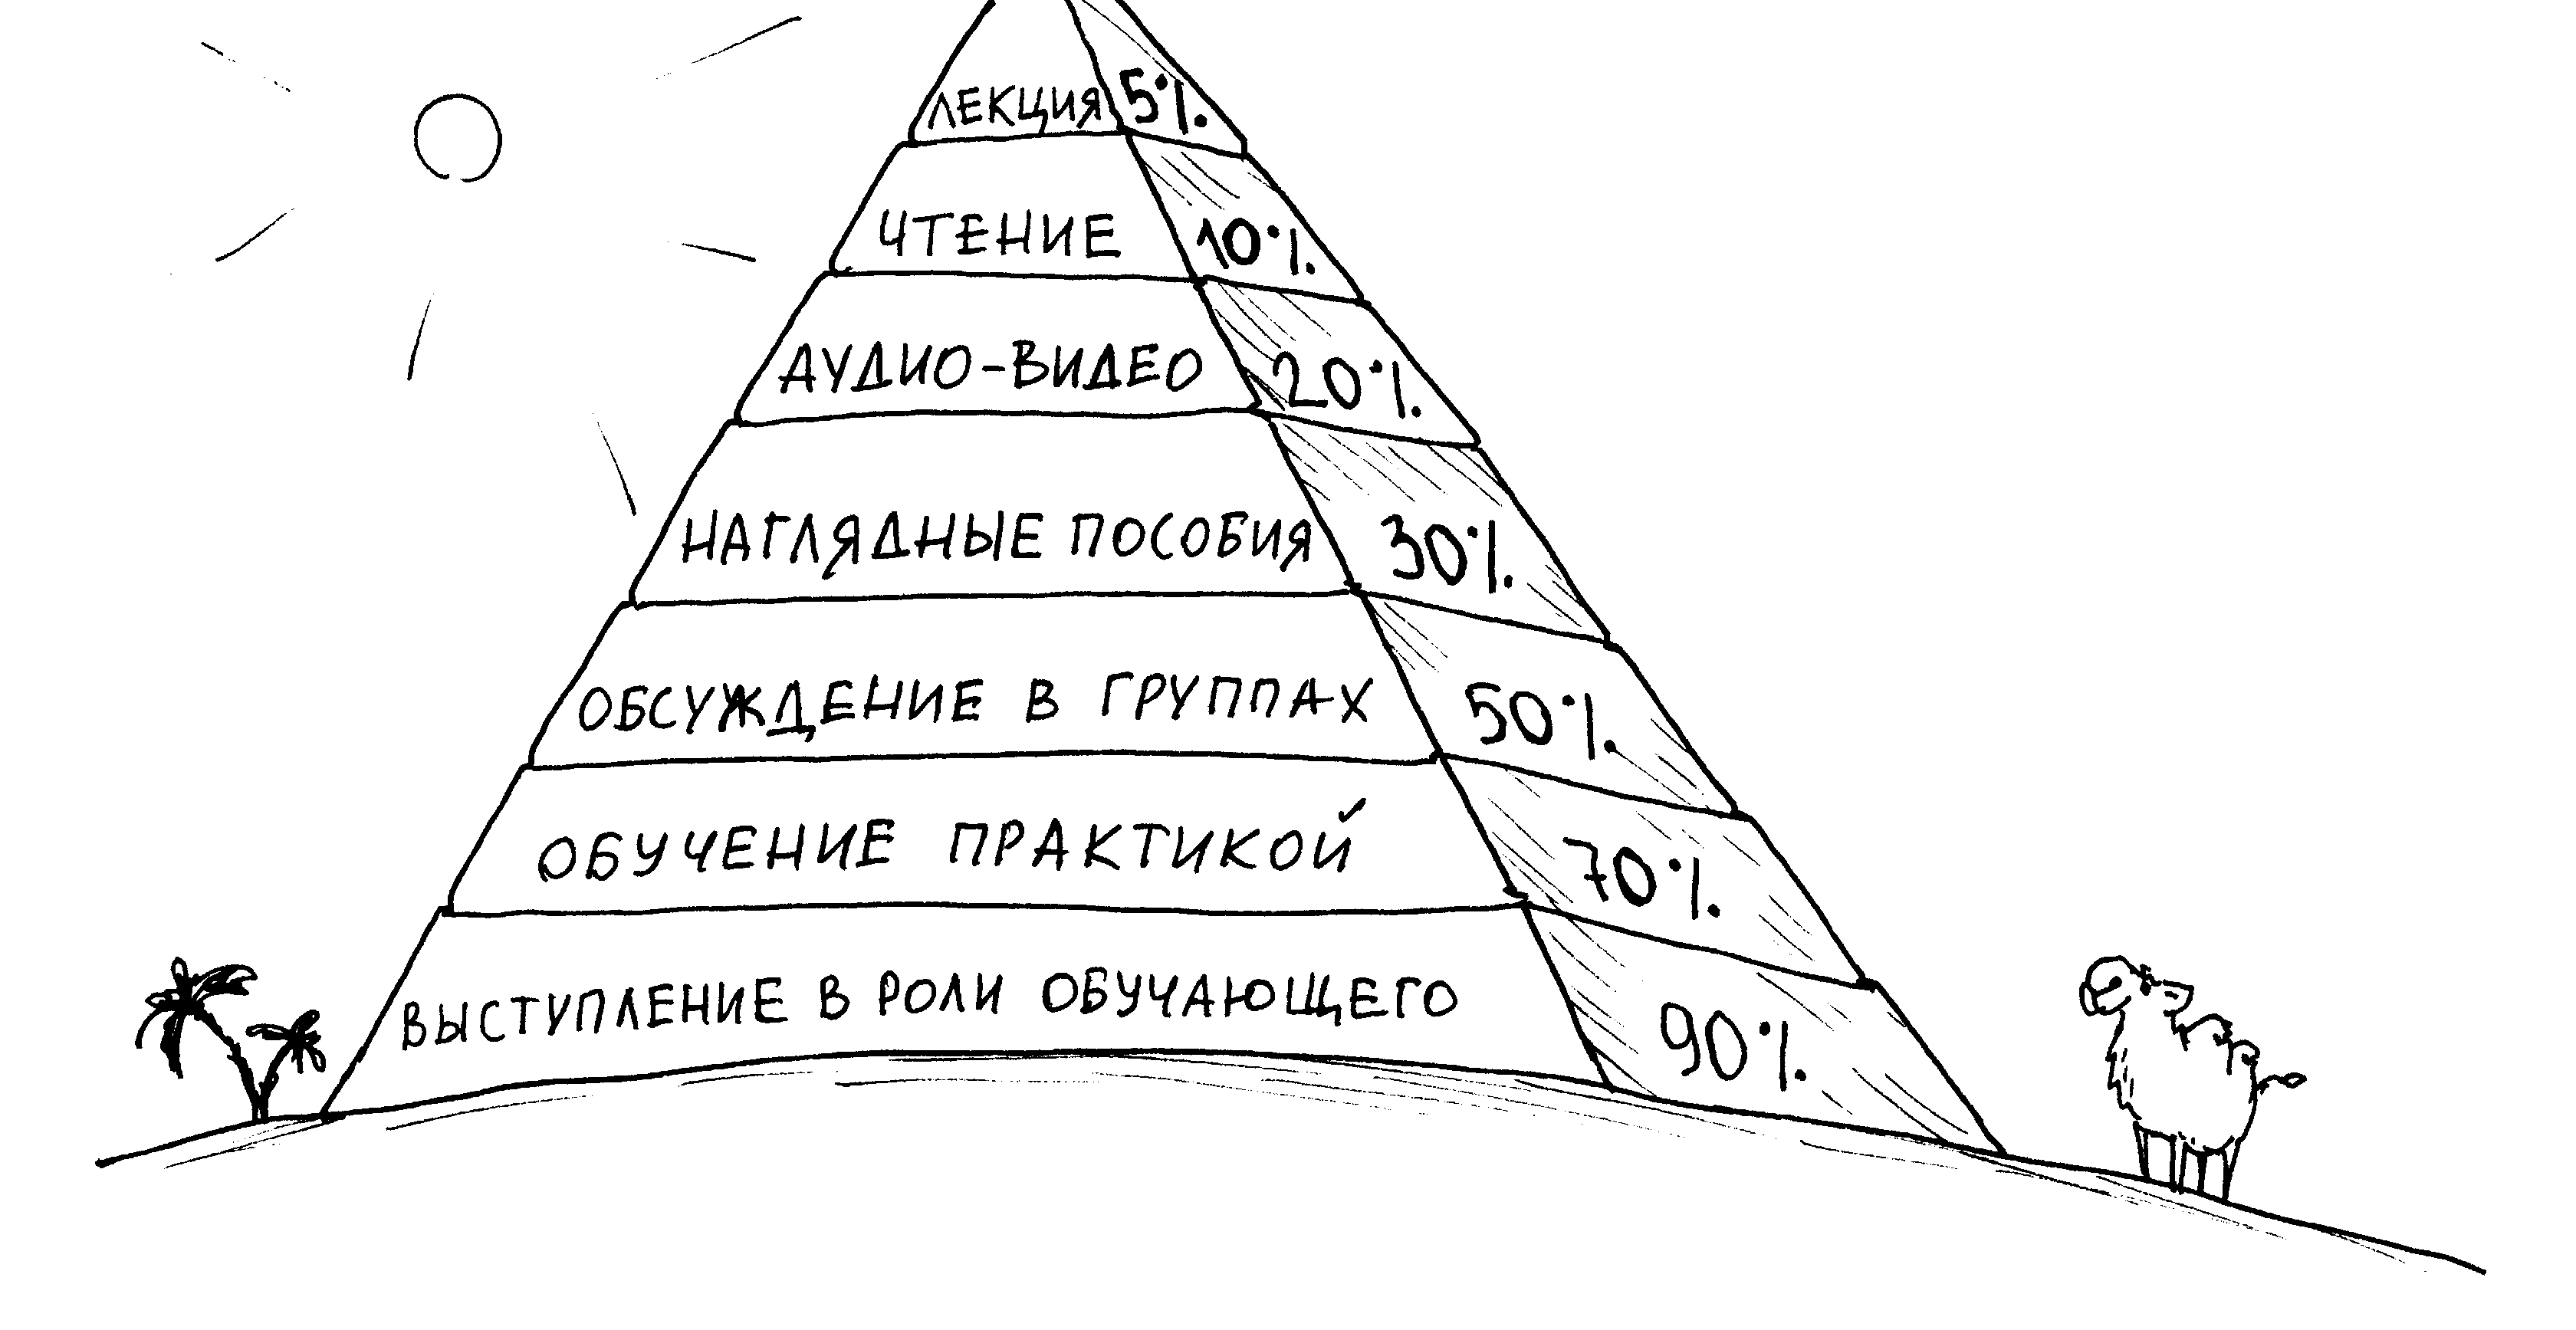 ЛЕКЦИЯ 5%
ЧТЕНИЕ 10%
АУДИО-ВИДЕО 20%
НАГЛЯДНЫЕ ПОСОБИЯ 30%
ОБСУЖДЕНИЕ В ГРУППАХ 50%
ОБУЧЕНИЕ ПРАКТИКОЙ 70%
ВЫСТУПЛЕНИЕ В РОЛИ ОБУЧАЮЩЕГО 90%